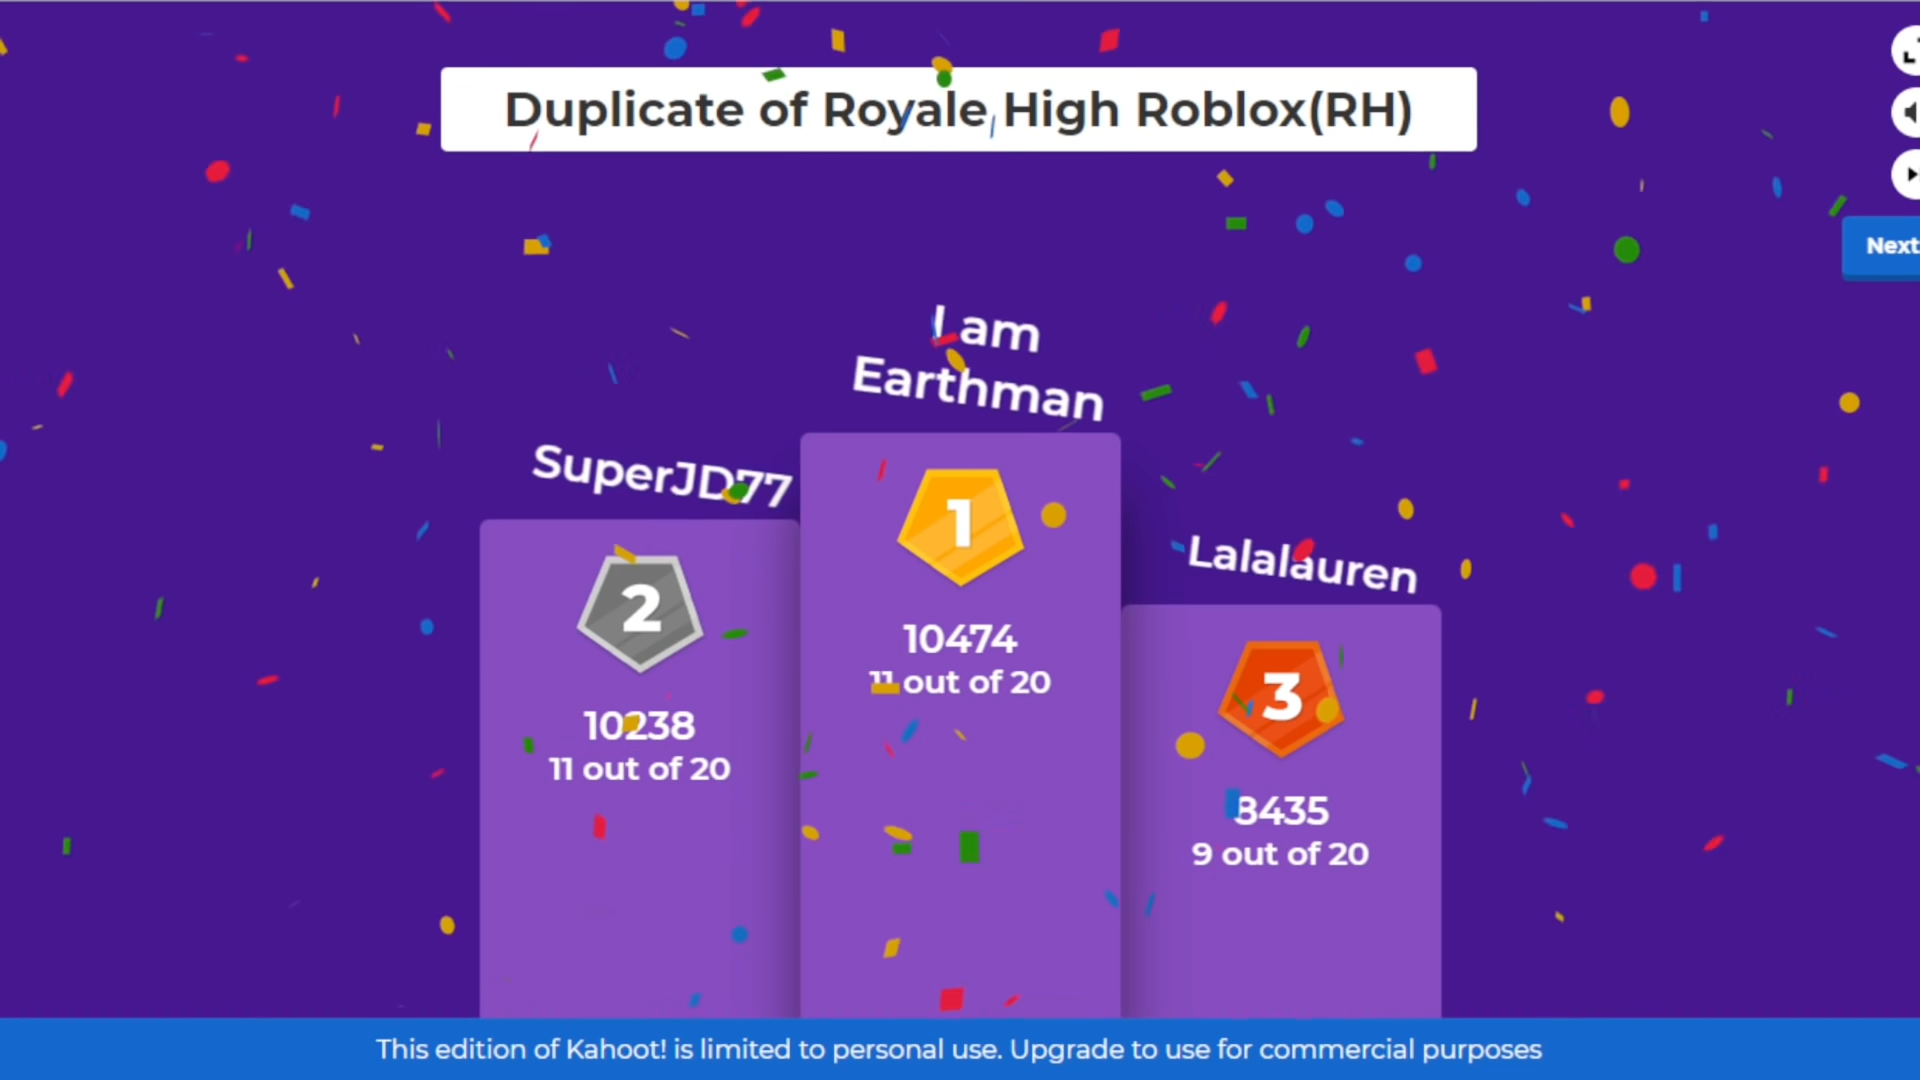 Duplicate of Royale High Roblox(RH)
Next
I am
Earthman
SuperJD77
1
Lalalauren
2
10474
11 out of 20
3
10238
11 out of 20
8435
9 out of 20
This edition of Kahoot! is limited to personal use. Upgrade to use for commercial purposes